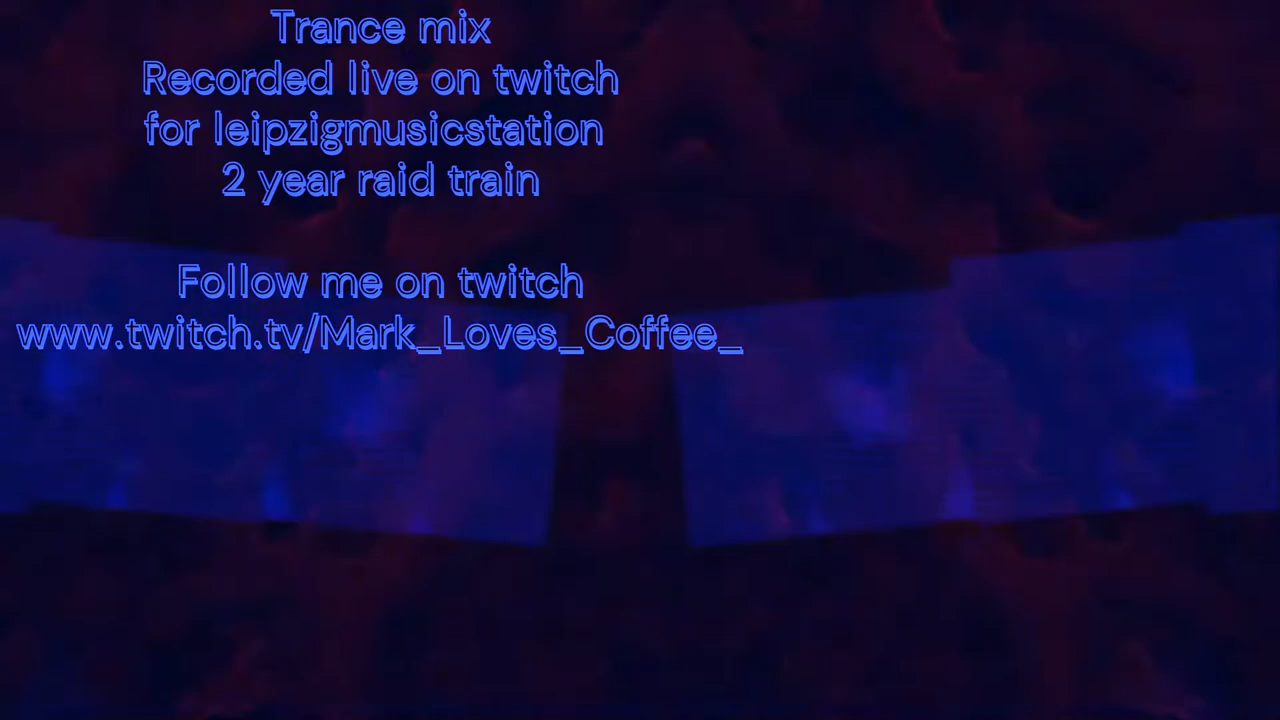 Trance mix
Recorded live on twitch
for leipzigmusicstation
2 year raid train
Follow me on twitch
www.twitch.tv/Mark_Loves_Coffee_